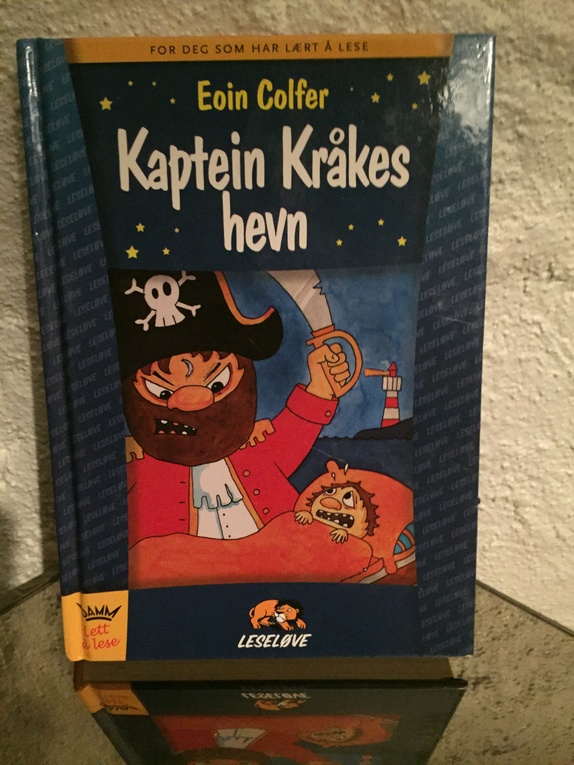 FOR DEG SOM HAR LÆRT Å LESE
Eoin Colfer
Kaptein Kråkes
hevn
DAMM
Lett
å lese
LESELØVE